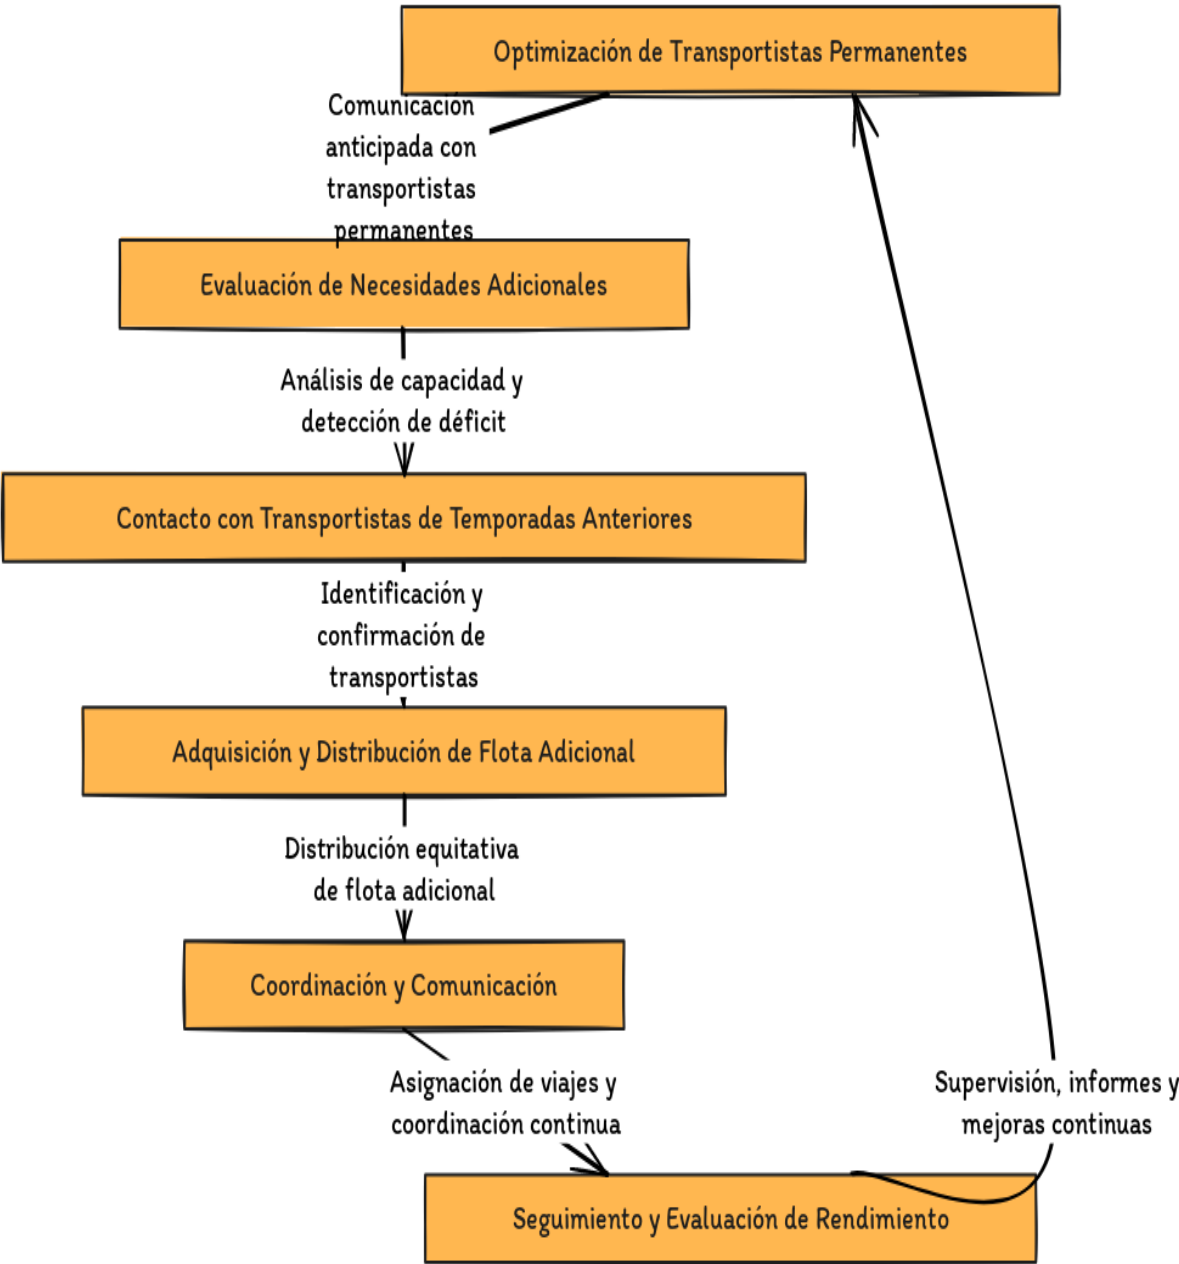 Optimización de Transportistas Permanentes
Comunicación
anticipada con
transportistas
permanentes
Evaluación de Necesidades Adicionales
Análisis de capacidad y
detección de déficit
Contacto con Transportistas de Temporadas Anteriores
Identificación y
confirmación de
transportistas
Adquisición y Distribución de Flota Adicional
Distribución equitativa
de flota adicional
Coordinación y Comunicación
Asignación de viajes y
coordinación continua
Supervisión, informes y
mejoras continuas
Seguimiento y Evaluación de Rendimiento